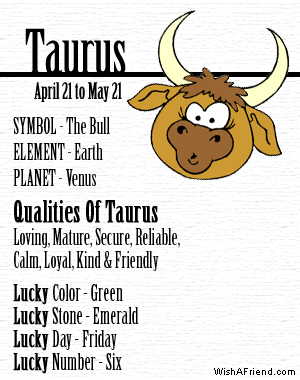 Taurus
April 21 to May 21
SYMBOL - The Bull
ELEMENT - Earth
PLANET - Venus
Qualities Of Taurus
Loving, Mature, Secure, Reliable,
Calm, Loyal, Kind & Friendly
Lucky Color - Green
Lucky Stone - Emerald
Lucky Day - Friday
Lucky Number - Six
WishAFriend.com